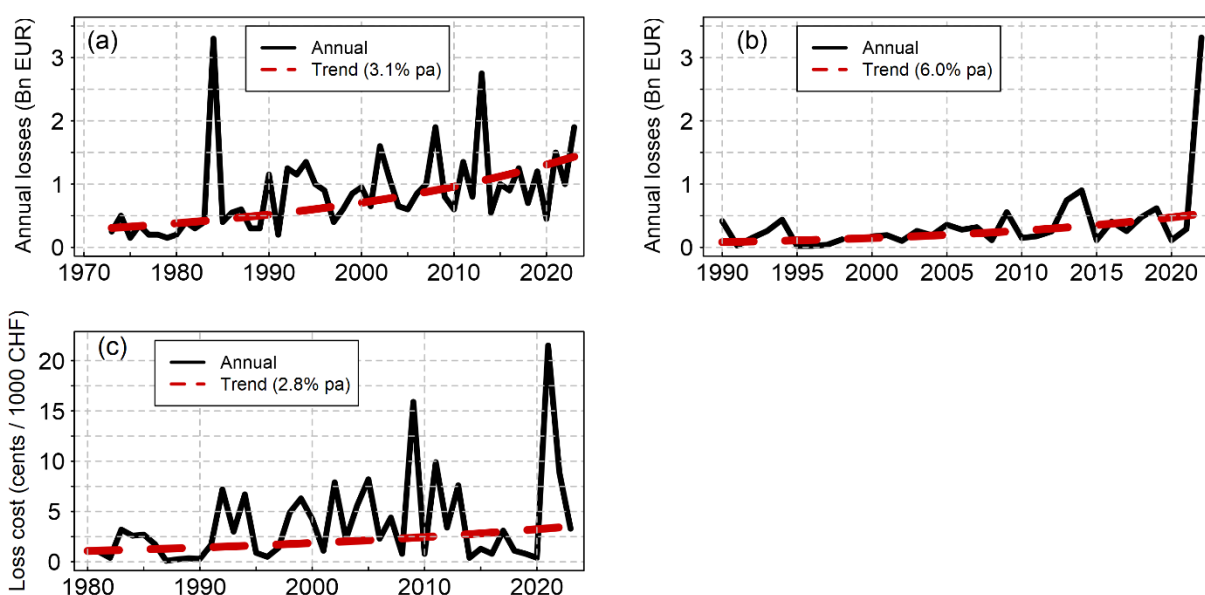 (a)
Annual
Trend (3.1% pa)
Annual losses (Bn EUR)
3
2
1
0
1970 1980 1990 2000 2010 2020
(b)
Annual
Trend (6.0% pa)
Annual losses (Bn EUR)
3
2
1
0
1990 1995 2000 2005 2010 2015 2020
(c)
Annual
Trend (2.8% pa)
Loss cost (cents / 1000 CHF)
20
15
10
5
0
1980 1990 2000 2010 2020